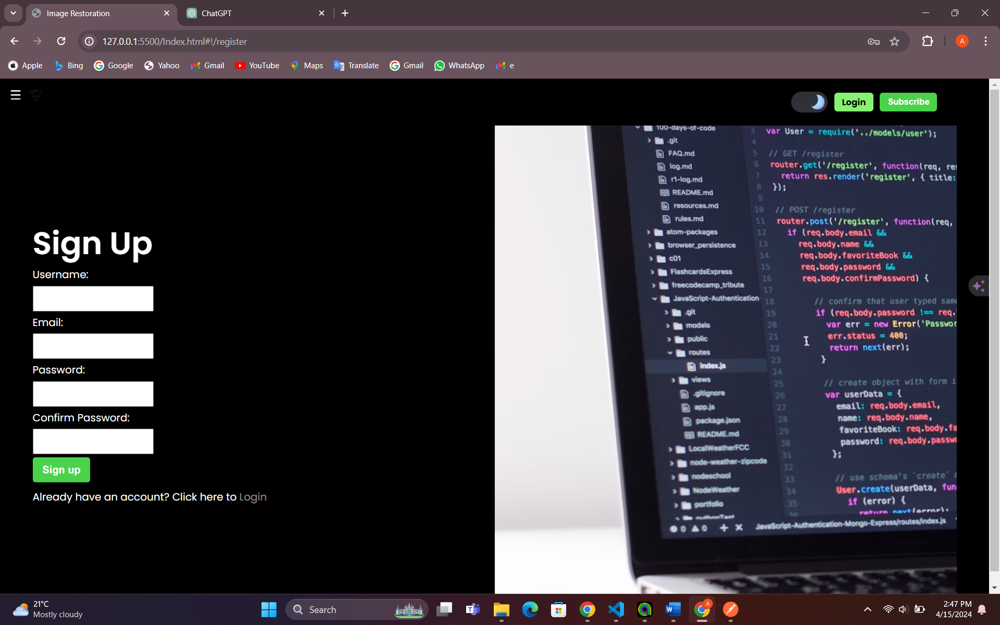 Image Restoration
ChatGPT
127.0.0.1:5500/Index.html#!/register
A
Apple
Bing
Google
Yahoo
Gmail
YouTube
Maps
Translate
Gmail
WhatsApp
e
Login
Subscribe
Sign Up
Username:
Email:
Password:
Confirm Password:
Sign up
Already have an account? Click here to Login
100-days-of-code
.git
FAQ.md
log.md
r1-log.md
README.md
resources.md
rules.md
atom-packages
browser_persistence
c01
FlashcardsExpress
freecodecamp_tribute
JavaScript-Authentication
.git
models
public
routes
index.js
views
.gitignore
app.js
package.json
README.md
LocalWeatherFCC
node-weather-zipcode
nodeschool
NodeWeather
portfolio
pythonTest
0 0
JavaScript-Authentication-Mongo-Express/routes/index.js
3 var User = require('../models/user');
4
5 // GET /register
6 router.get('/register', function(req, res
7 return res.render('register', { title:
8 });
9
10 // POST /register
11 router.post('/register', function(req,
12 if (req.body.email &&
13 req.body.name &&
14 req.body.favoriteBook &&
15 req.body.password &&
16 req.body.confirmPassword) {
17
18 // confirm that user typed same
19 if (req.body.password !== req.
20 var err = new Error('Passwor
21 err.status = 400;
22 return next(err);
23 }
24
25 // create object with form i
26 var userData = {
27 email: req.body.email,
28 name: req.body.name,
29 favoriteBook: req.body.fa
30 password: req.body.passwo
31 };
32
33 // use schema's `create` m
34 User.create(userData, fun
35 if (error) {
36 return next(error);
21°C
Mostly cloudy
Search
A
2:47 PM
4/15/2024